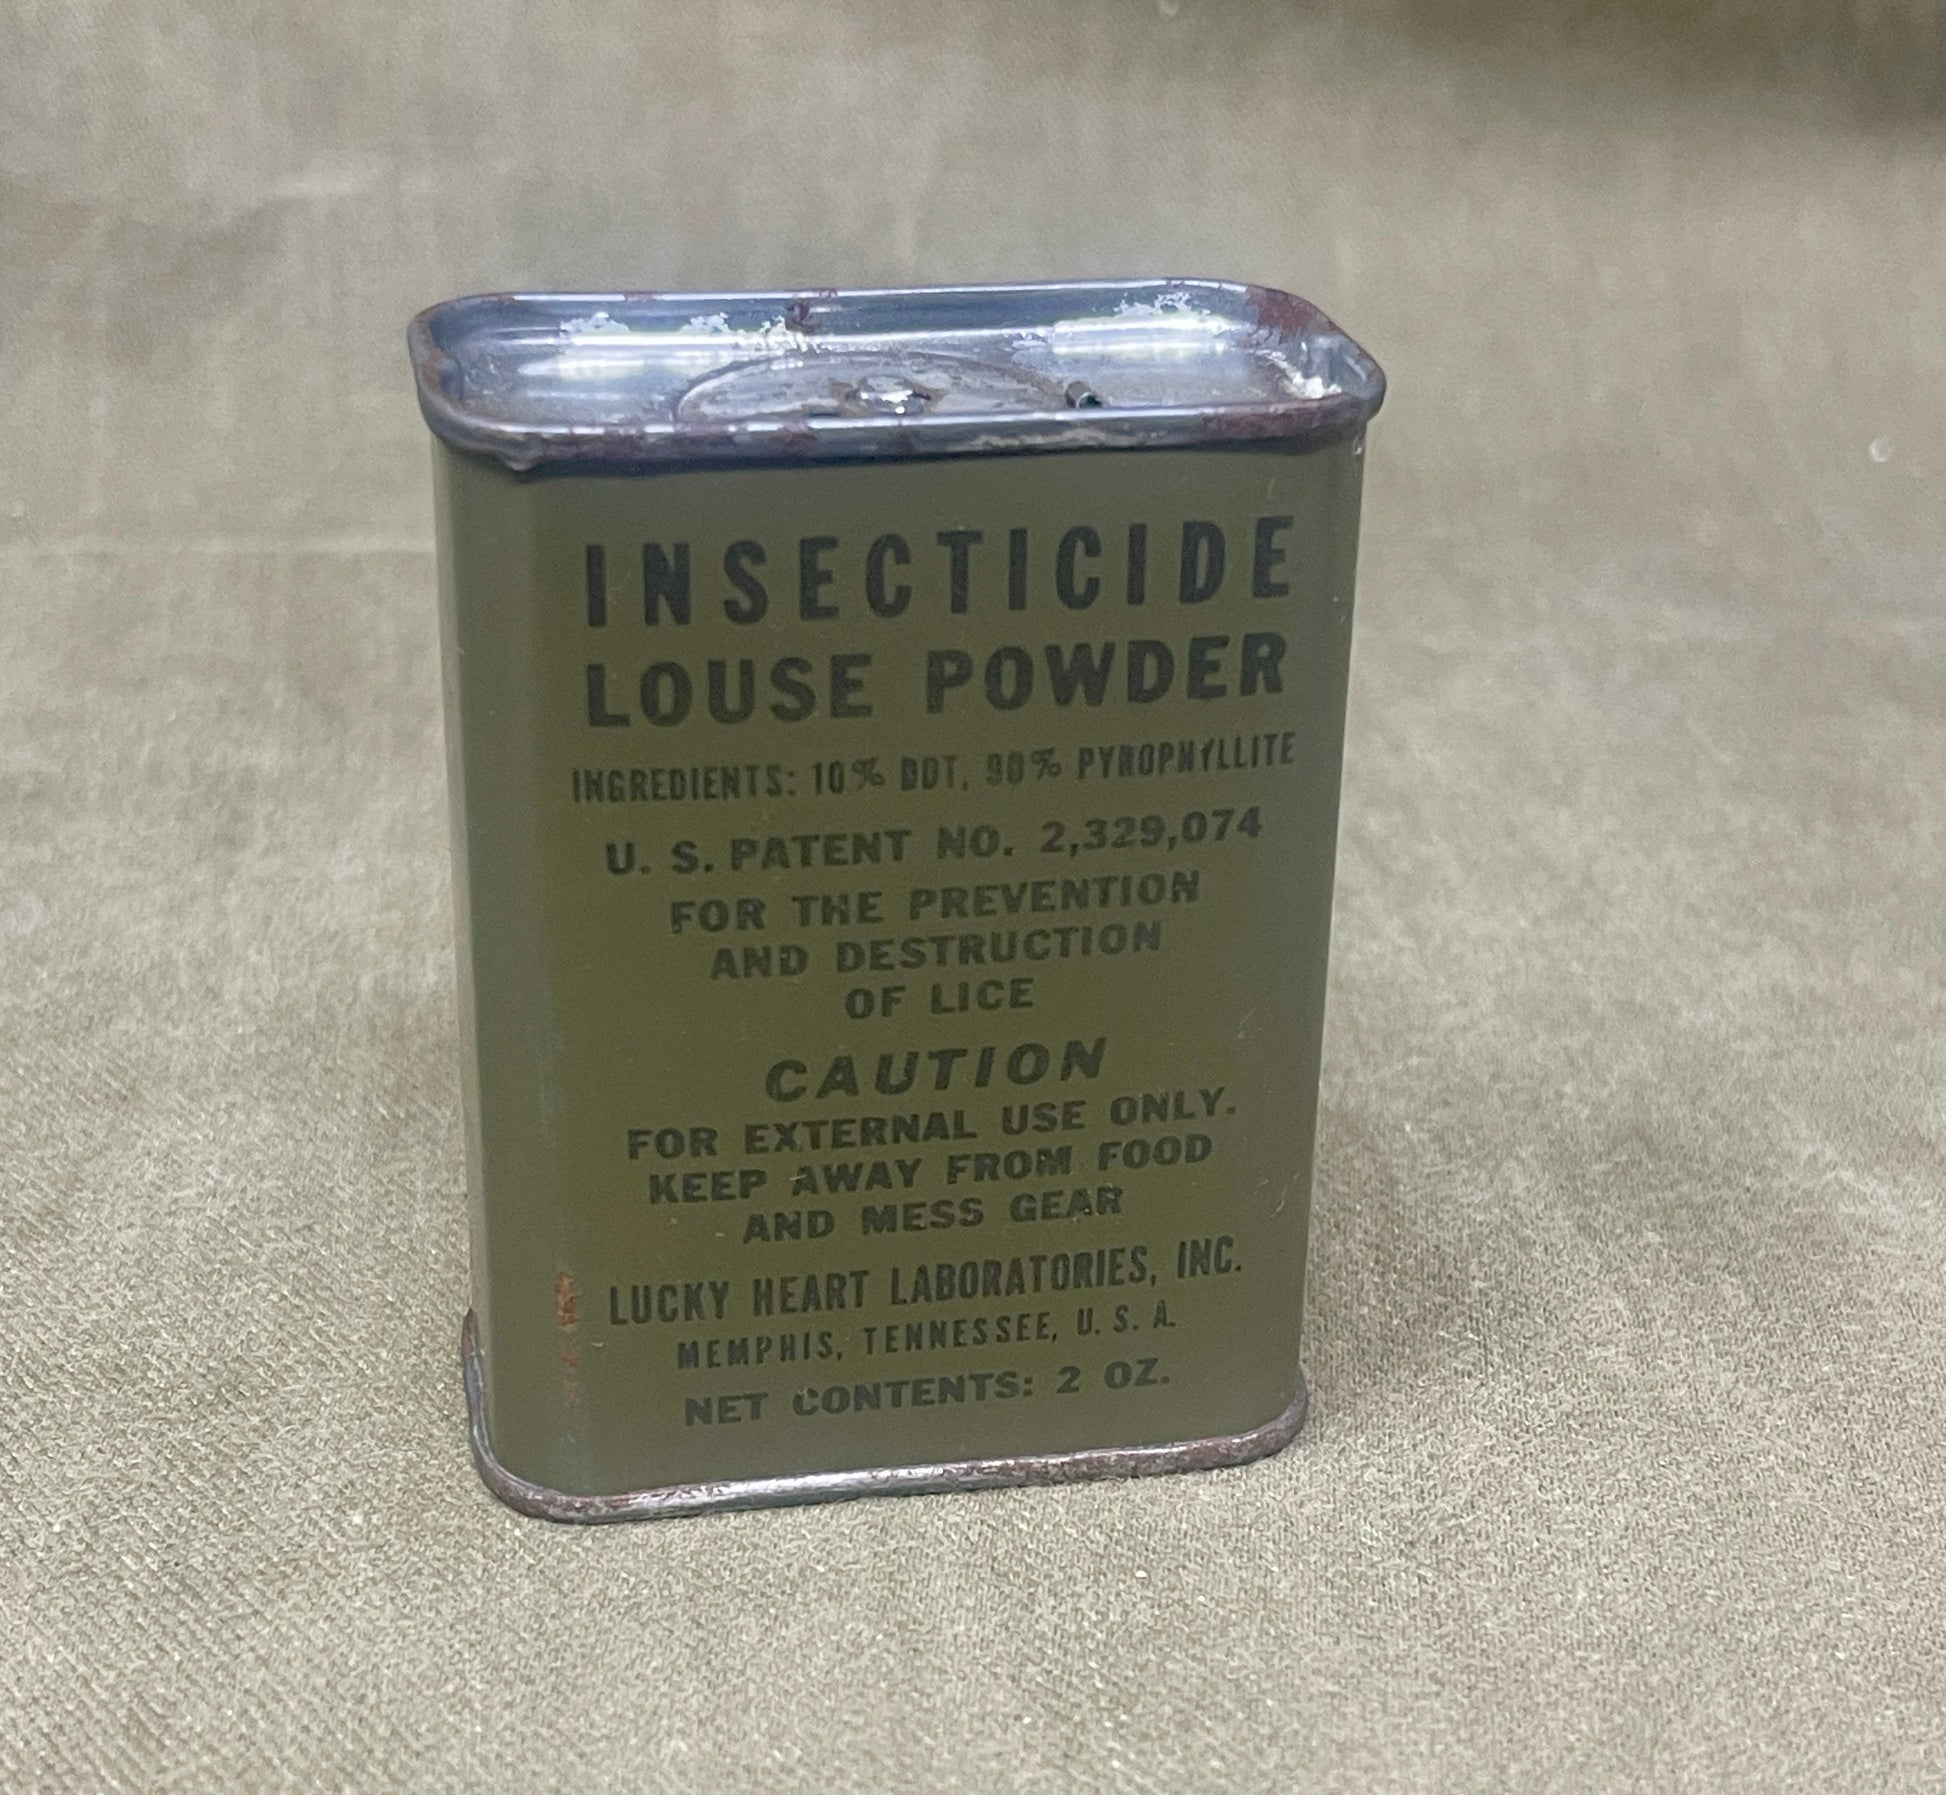 INSECTICIDE
LOUSE POWDER
INGREDIENTS: 10% DDT, 90% PYROPHYLLITE
U. S. PATENT NO. 2,329,074
FOR THE PREVENTION
AND DESTRUCTION
OF LICE
CAUTION
FOR EXTERNAL USE ONLY.
KEEP AWAY FROM FOOD
AND MESS GEAR
LUCKY HEART LABORATORIES, INC.
MEMPHIS, TENNESSEE, U. S. A.
NET CONTENTS: 2 OZ.